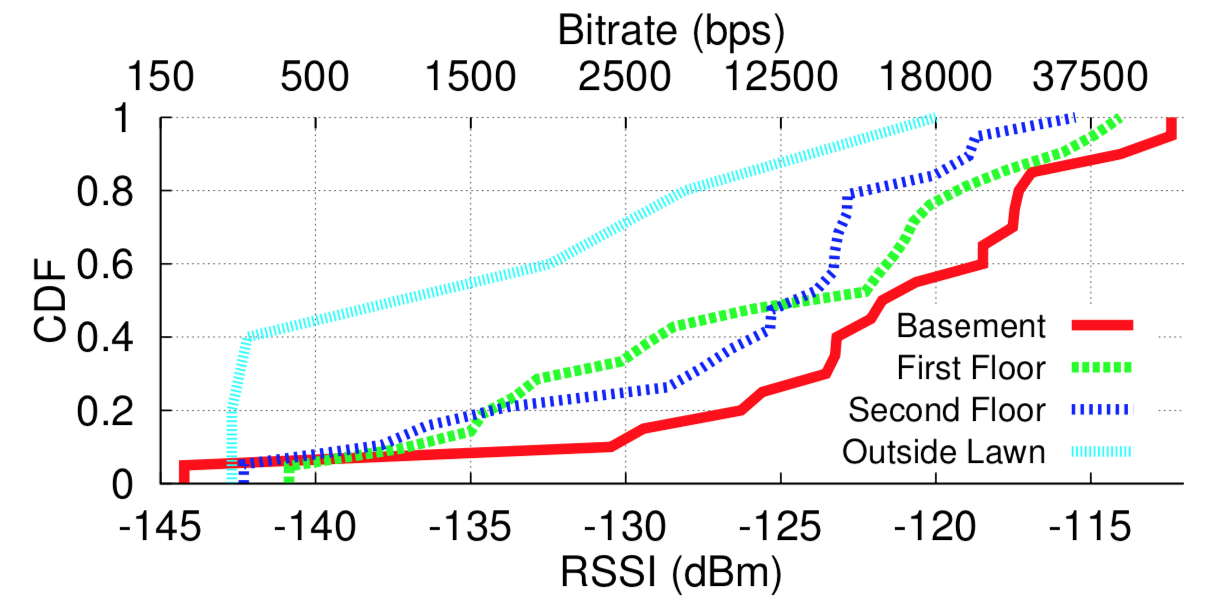 Bitrate (bps)
150 500 1500 2500 12500 18000 37500
1
0.8
0.6
0.4
0.2
0
CDF
Basement
First Floor
Second Floor
Outside Lawn
-145 -140 -135 -130 -125 -120 -115
RSSI (dBm)